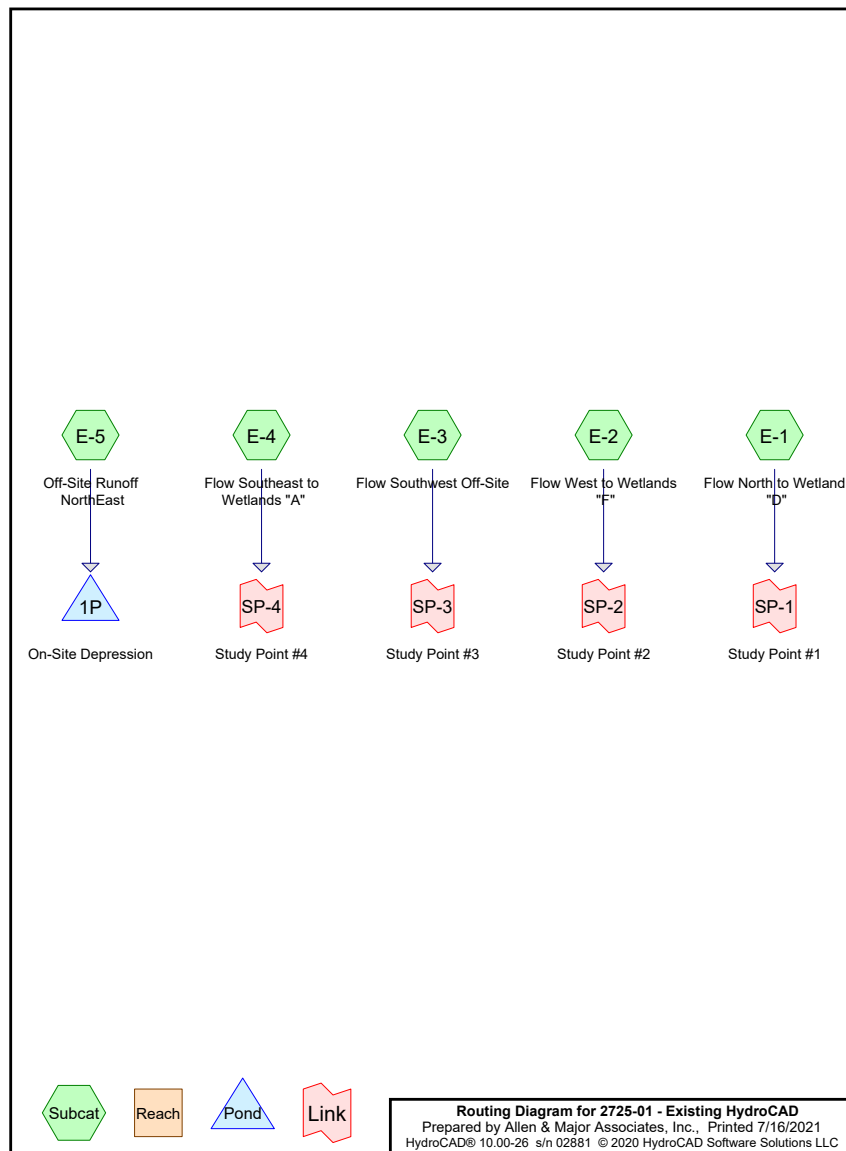 E-5
E-4
E-3
E-2
E-1
Off-Site Runoff
NorthEast
Flow Southeast to
Wetlands "A"
Flow Southwest Off-Site
Flow West to Wetlands
"F"
Flow North to Wetland
"D"
1P
SP-4
SP-3
SP-2
SP-1
On-Site Depression
Study Point #4
Study Point #3
Study Point #2
Study Point #1
Subcat
Reach
Pond
Link
Routing Diagram for 2725-01 - Existing HydroCAD
Prepared by Allen & Major Associates, Inc., Printed 7/16/2021
HydroCAD® 10.00-26 s/n 02881 © 2020 HydroCAD Software Solutions LLC